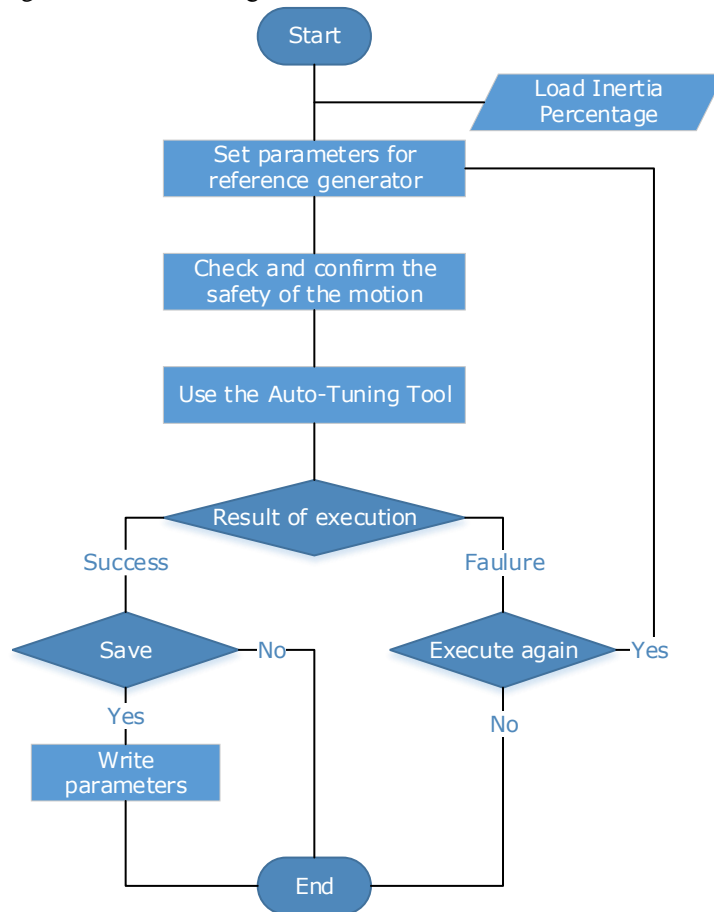 Start
Load Inertia
Percentage
Set parameters for
reference generator
Check and confirm the
safety of the motion
Use the Auto-Tuning Tool
Result of execution
Success
Faulure
Save
No
Execute again
Yes
Yes
No
Write
parameters
End